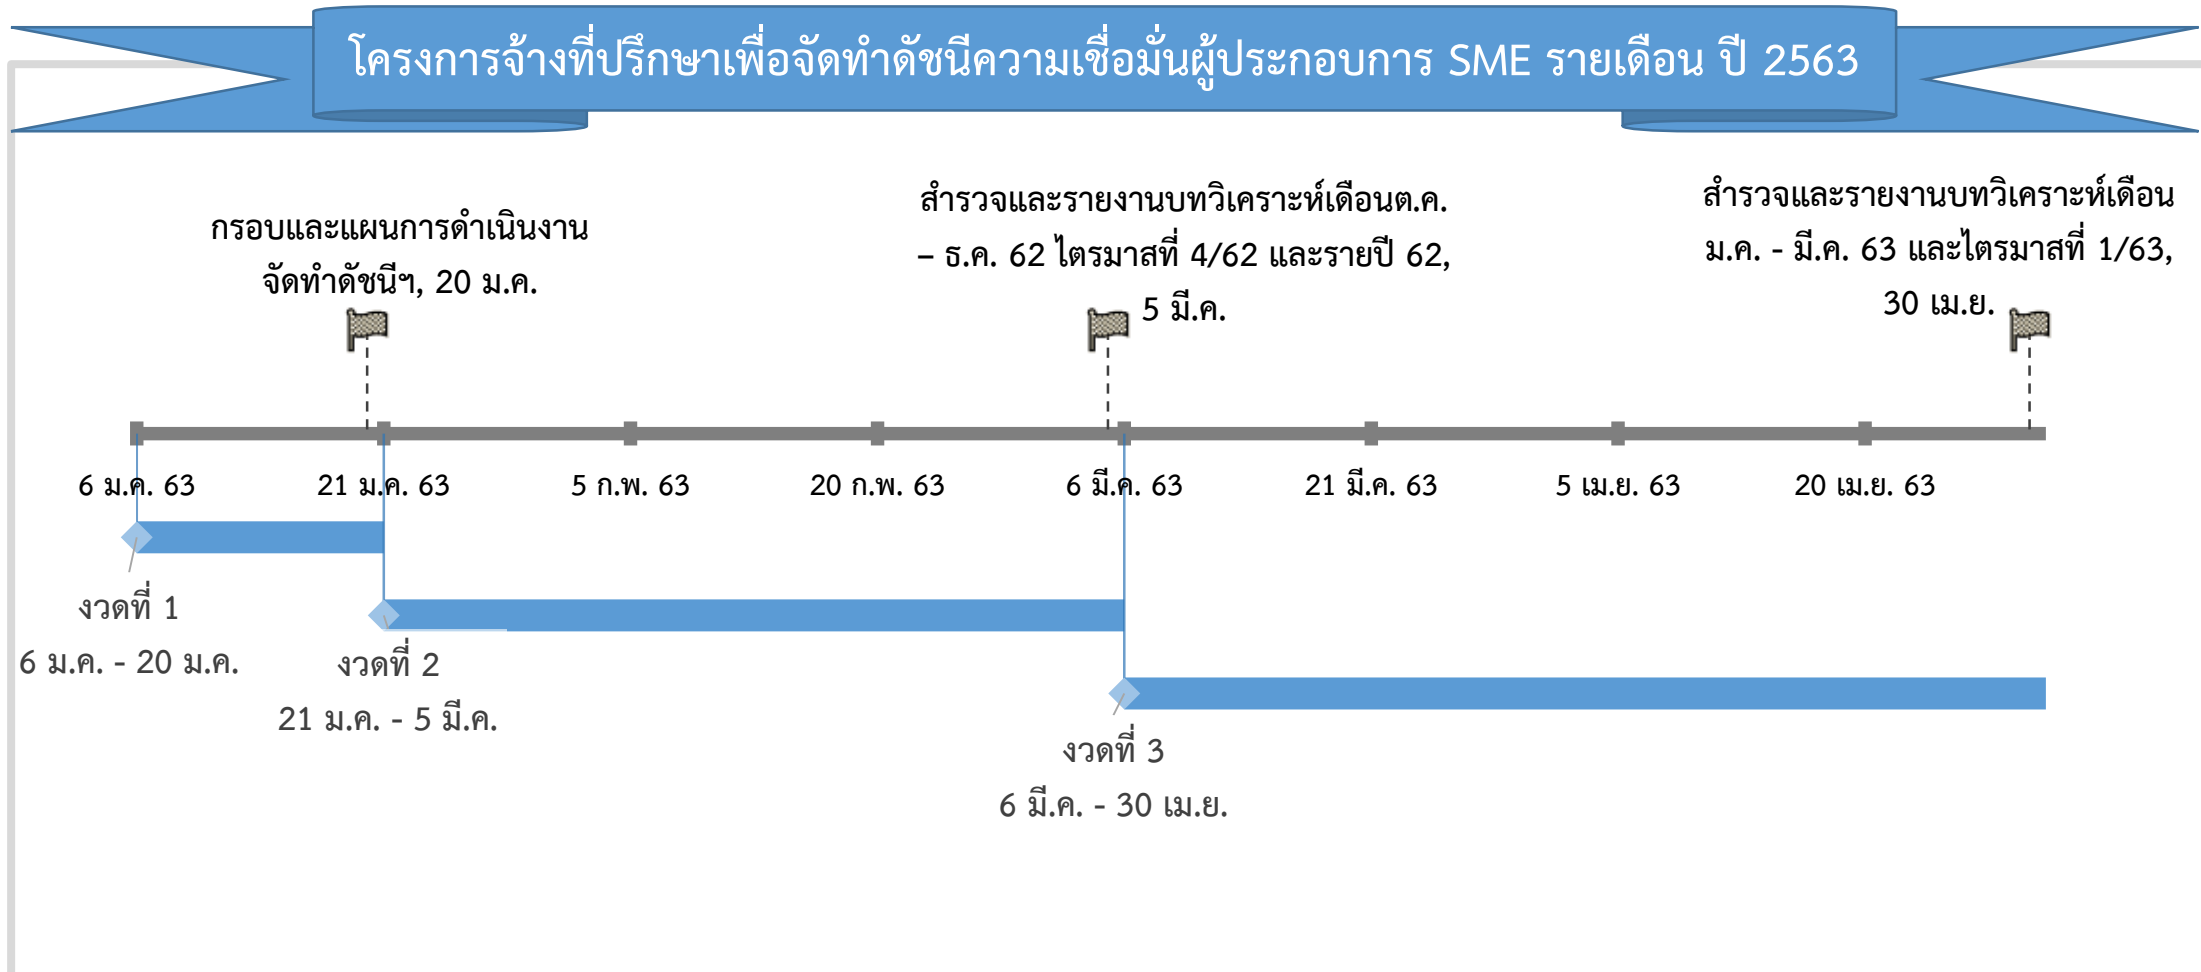 โครงการจ้างที่ปรึกษาเพื่อจัดทำดัชนีความเชื่อมั่นผู้ประกอบการ SME รายเดือน ปี 2563
กรอบและแผนการดำเนินงาน
จัดทำดัชนีฯ, 20 ม.ค.
สำรวจและรายงานบทวิเคราะห์เดือนต.ค.
– ธ.ค. 62 ไตรมาสที่ 4/62 และรายปี 62,
5 มี.ค.
สำรวจและรายงานบทวิเคราะห์เดือน
ม.ค. - มี.ค. 63 และไตรมาสที่ 1/63,
30 เม.ย.
6 ม.ค. 63
21 ม.ค. 63
5 ก.พ. 63
20 ก.พ. 63
6 มี.ค. 63
21 มี.ค. 63
5 เม.ย. 63
20 เม.ย. 63
งวดที่ 1
6 ม.ค. - 20 ม.ค.
งวดที่ 2
21 ม.ค. - 5 มี.ค.
งวดที่ 3
6 มี.ค. - 30 เม.ย.